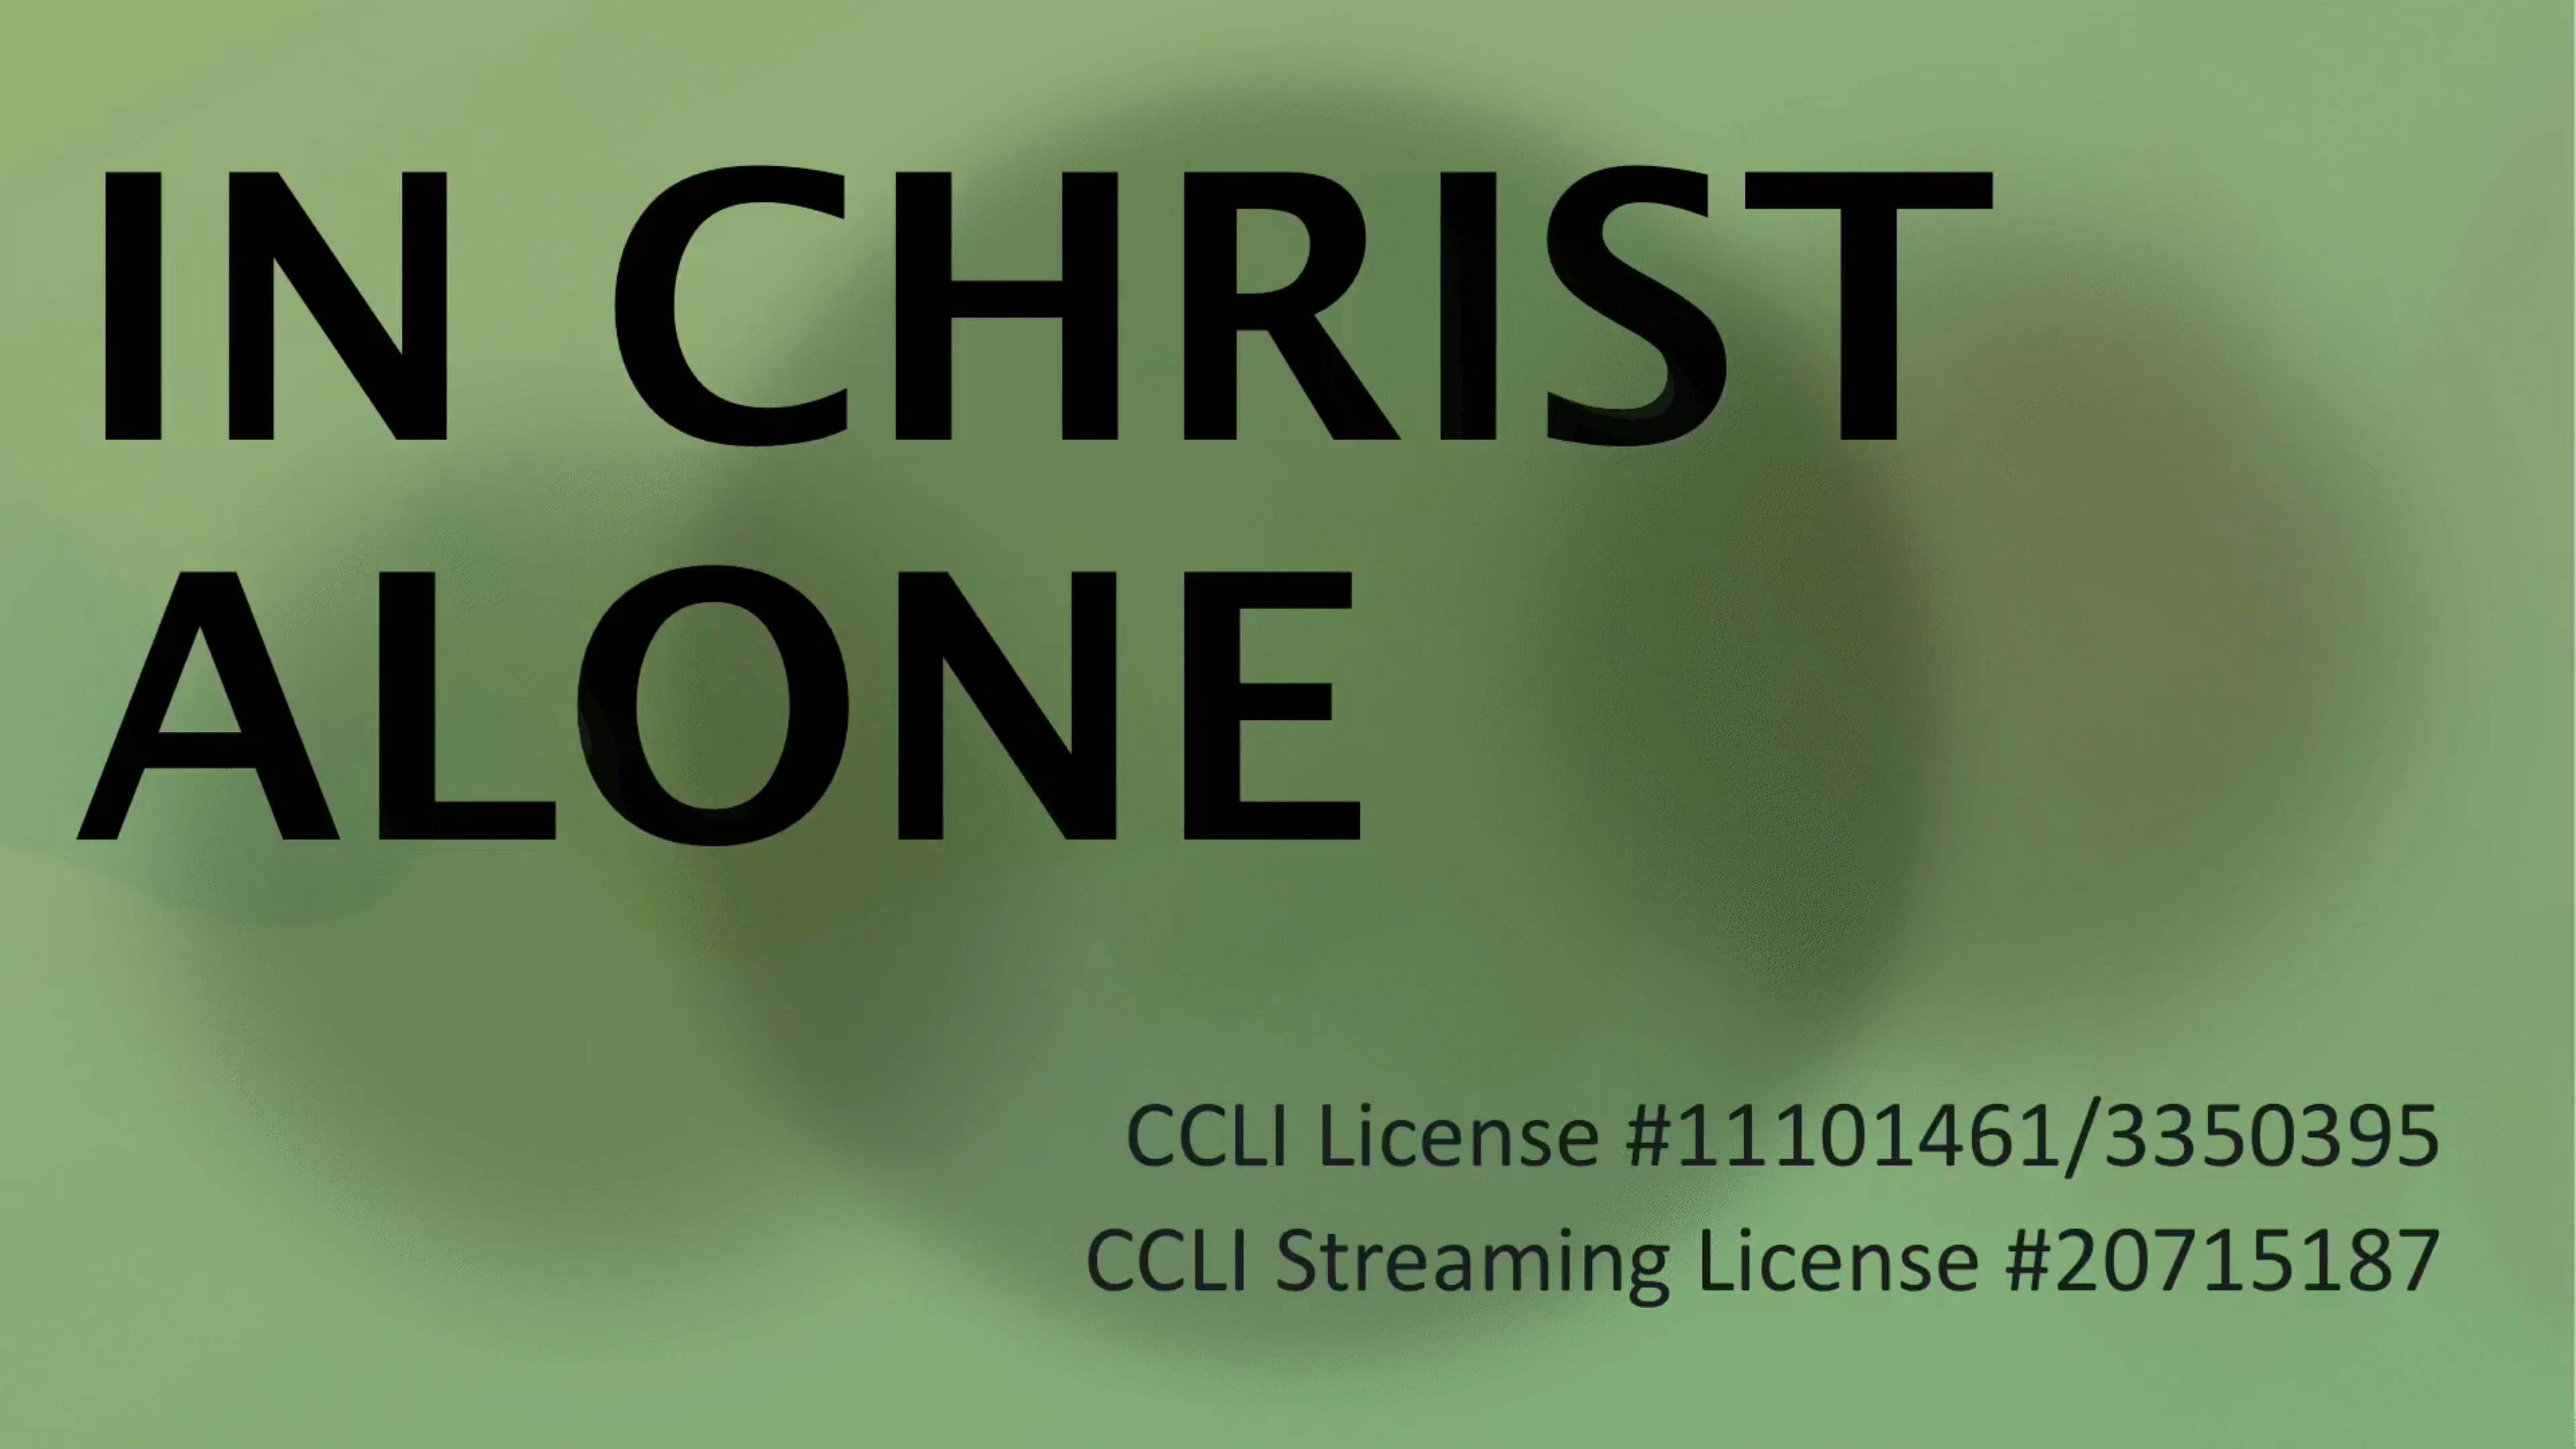 IN CHRIST
ALONE
CCLI License #11101461/3350395
CCLI Streaming License #20715187